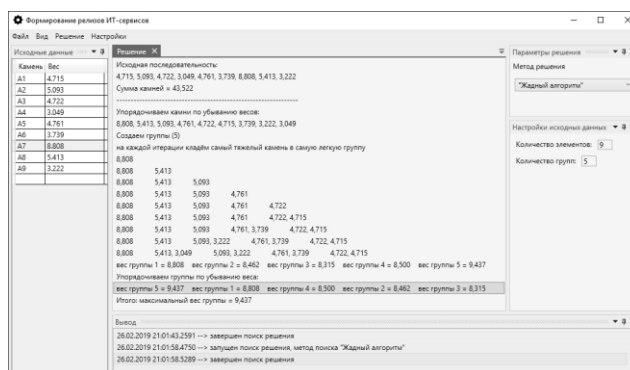 Формирование релизов ИТ-сервисов
Файл Вид Решение Настройки
Исходные данные
Камень Вес
A1 4.715
A2 5.093
A3 4.722
A4 3.049
A5 4.761
A6 3.739
A7 8.808
A8 5.413
A9 3.222
Решение
Исходная последовательность:
4,715, 5,093, 4,722, 3,049, 4,761, 3,739, 8,808, 5,413, 3,222
Сумма камней = 43,522
Упорядочиваем камни по убыванию весов:
8,808, 5,413, 5,093, 4,761, 4,722, 4,715, 3,739, 3,222, 3,049
Создаем группы (5)
на каждой итерации кладём самый тяжелый камень в самую легкую группу
8,808
8,808 5,413
8,808 5,413 5,093
8,808 5,413 5,093 4,761
8,808 5,413 5,093 4,761 4,722
8,808 5,413 5,093 4,761 4,722, 4,715
8,808 5,413 5,093 4,761, 3,739 4,722, 4,715
8,808 5,413 5,093, 3,222 4,761, 3,739 4,722, 4,715
8,808 5,413, 3,049 5,093, 3,222 4,761, 3,739 4,722, 4,715
вес группы 1 = 8,808 вес группы 2 = 8,462 вес группы 3 = 8,315 вес группы 4 = 8,500 вес группы 5 = 9,437
Упорядочиваем группы по убыванию веса:
вес группы 5 = 9,437 вес группы 1 = 8,808 вес группы 4 = 8,500 вес группы 2 = 8,462 вес группы 3 = 8,315
Итого: максимальный вес группы = 9,437
Вывод
26.02.2019 21:01:43.2591 --> завершен поиск решения
26.02.2019 21:01:58.4750 --> запущен поиск решения, метод поиска "Жадный алгоритм"
26.02.2019 21:01:58.5289 --> завершен поиск решения
Параметры решения
Метод решения
"Жадный алгоритм"
Настройки исходных данных
Количество элементов: 9
Количество групп: 5